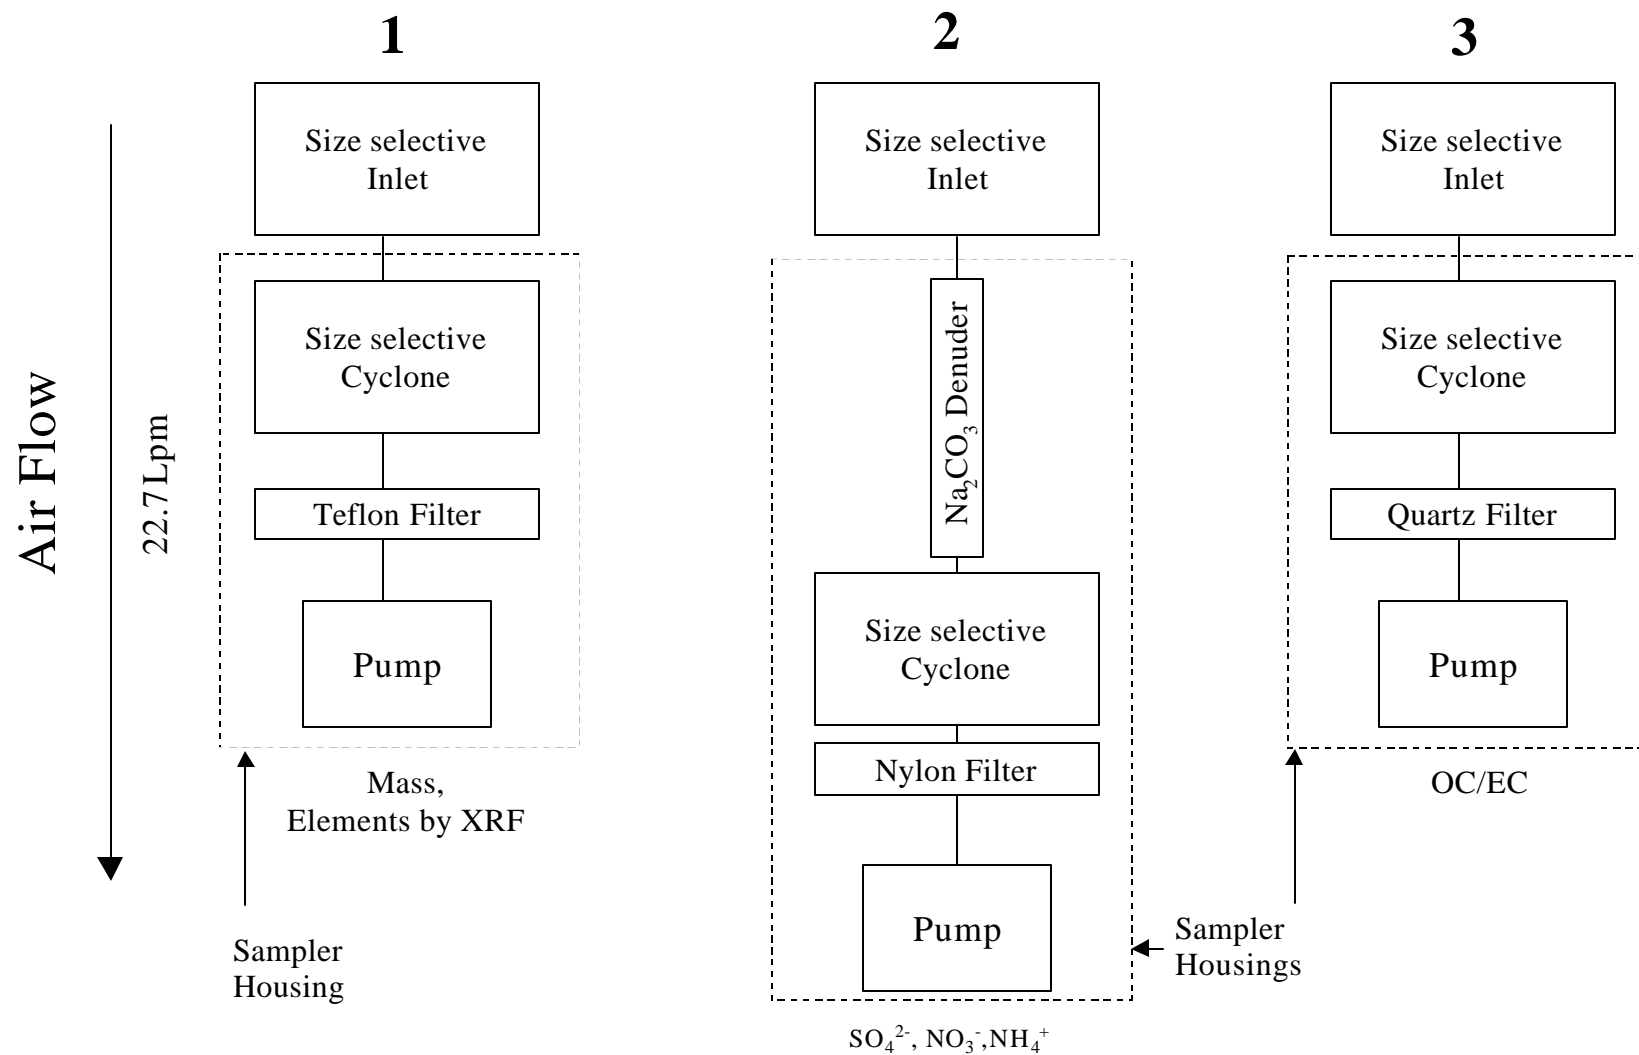 1
2
3
Size selective
Inlet
Size selective
Inlet
Size selective
Inlet
Air Flow
22.7 Lpm
Size selective
Cyclone
Teflon Filter
Pump
Mass,
Elements by XRF
Sampler
Housing
Na₂CO₃ Denuder
Size selective
Cyclone
Nylon Filter
Pump
SO₄²⁻, NO₃⁻,NH₄⁺
Size selective
Cyclone
Quartz Filter
Pump
OC/EC
Sampler
Housings